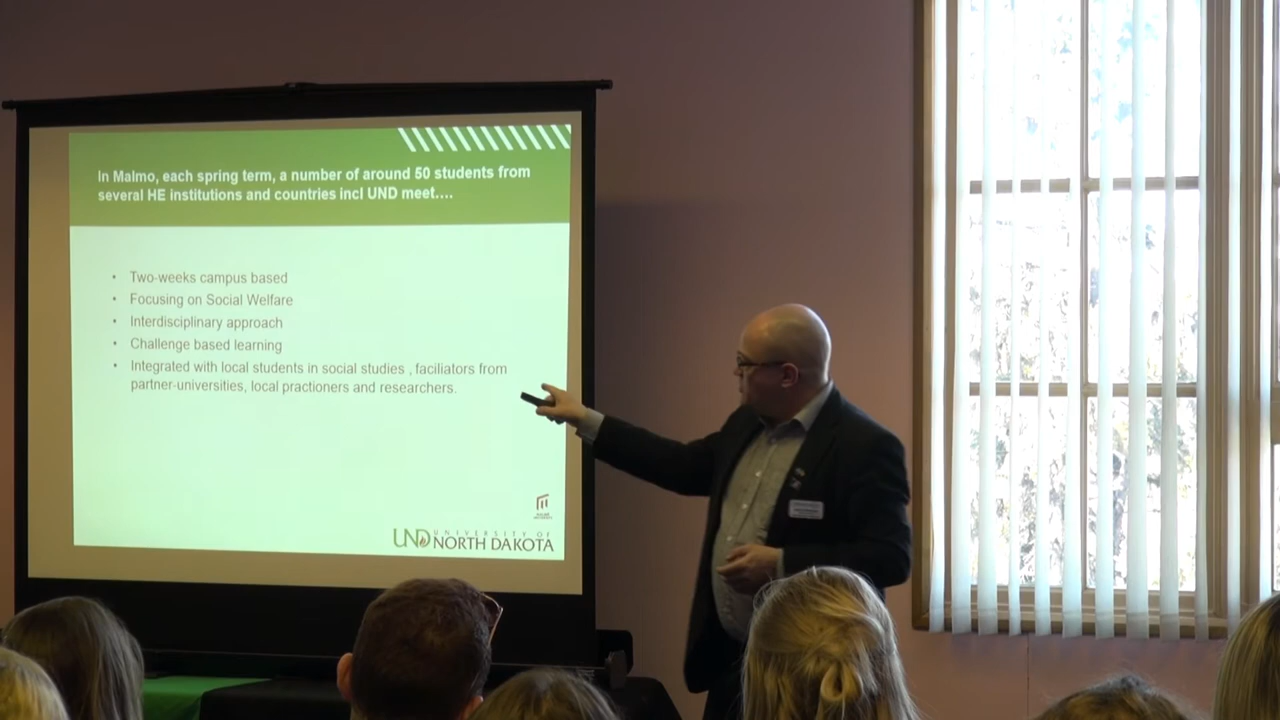 In Malmo, each spring term, a number of around 50 students from
several HE institutions and countries incl UND meet....
• Two-weeks campus based
• Focusing on Social Welfare
• Interdisciplinary approach
• Challenge based learning
• Integrated with local students in social studies , faciliators from
partner-universities, local practioners and researchers.
UND UNIVERSITY OF
NORTH DAKOTA